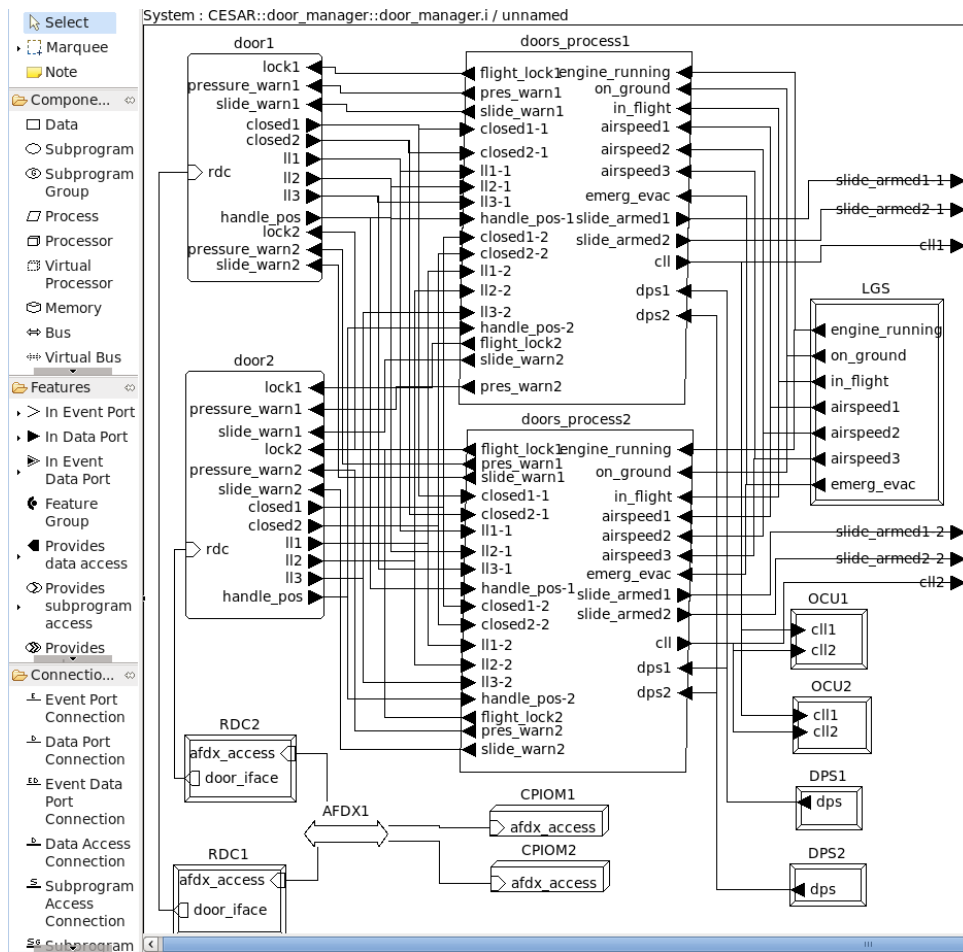 System : CESAR::door_manager::door_manager.i / unnamed
Select
Marquee
Note
Compone...
Data
Subprogram
Subprogram
Group
Process
Processor
Virtual
Processor
Memory
Bus
Virtual Bus
Features
In Event Port
In Data Port
In Event
Data Port
Feature
Group
Provides
data access
Provides
subprogram
access
Provides
Connectio...
Event Port
Connection
Data Port
Connection
Event Data
Port
Connection
Data Access
Connection
Subprogram
Access
Connection
Subprogram
door1
lock1
pressure_warn1
slide_warn1
closed1
closed2
ll1
rdc
ll2
ll3
handle_pos
lock2
pressure_warn2
slide_warn2
door2
lock1
pressure_warn1
slide_warn1
lock2
pressure_warn2
slide_warn2
closed1
closed2
ll1
rdc
ll2
ll3
handle_pos
RDC2
afdx_access
door_iface
RDC1
afdx_access
door_iface
AFDX1
doors_process1
flight_lock1 engine_running
on_ground
pres_warn1
in_flight
slide_warn1
airspeed1
closed1-1
airspeed2
closed2-1
airspeed3
ll1-1
ll2-1
emerg_evac
ll3-1
handle_pos-1 slide_armed1
closed1-2
slide_armed2
closed2-2
cll
ll1-2
ll2-2
dps1
ll3-2
dps2
handle_pos-2
flight_lock2
slide_warn2
pres_warn2
doors_process2
flight_lock1 engine_running
pres_warn1
on_ground
slide_warn1
closed1-1
in_flight
closed2-1
airspeed1
ll1-1
airspeed2
ll2-1
airspeed3
ll3-1
emerg_evac
handle_pos-1
slide_armed1
closed1-2
slide_armed2
closed2-2
ll1-2
cll
ll2-2
dps1
ll3-2
dps2
handle_pos-2
flight_lock2
pres_warn2
slide_warn2
CPIOM1
afdx_access
CPIOM2
afdx_access
slide_armed1-1
slide_armed2-1
cll1
LGS
engine_running
on_ground
in_flight
airspeed1
airspeed2
airspeed3
emerg_evac
slide_armed1-2
slide_armed2-2
cll2
OCU1
cll1
cll2
OCU2
cll1
cll2
DPS1
dps
DPS2
dps